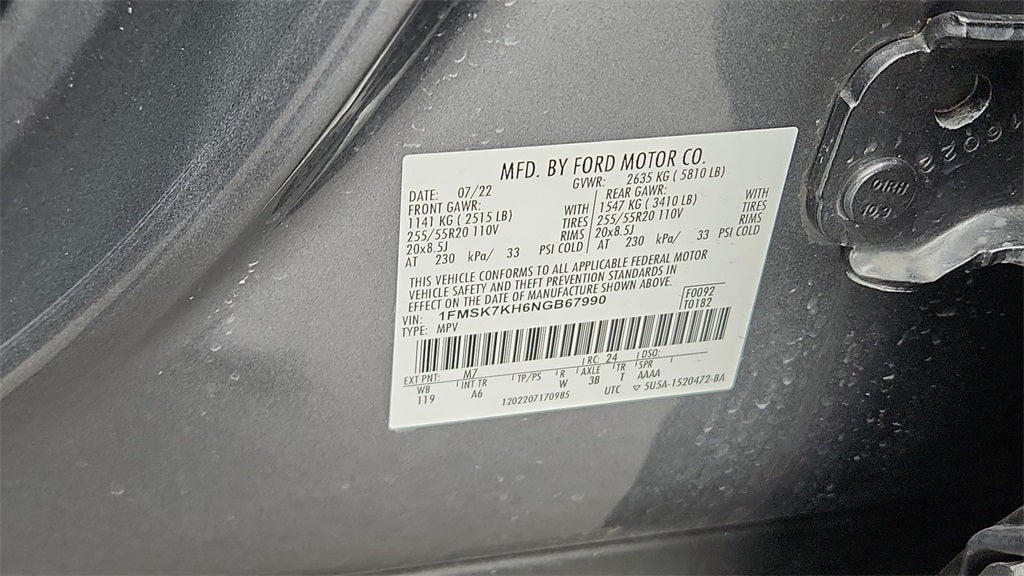 MFD. BY FORD MOTOR CO.
DATE: 07/22 GVWR: 2635 KG ( 5810 LB)
FRONT GAWR: REAR GAWR:
1141 KG ( 2515 LB) WITH 1547 KG ( 3410 LB) WITH
255/55R20 110V TIRES 255/55R20 110V TIRES
20x8.5J RIMS 20x8.5J RIMS
AT 230 kPa/ 33 PSI COLD AT 230 kPa/ 33 PSI COLD
THIS VEHICLE CONFORMS TO ALL APPLICABLE FEDERAL MOTOR
VEHICLE SAFETY AND THEFT PREVENTION STANDARDS IN
EFFECT ON THE DATE OF MANUFACTURE SHOWN ABOVE.
VIN: 1FMSK7KH6NGB67990 F0092
TYPE: MPV T0182
EXT PNT: M7 RC: 24 DSO:
WB INT TR TP/PS R AXLE TR SPR
119 A6 W 3B T AAAA
1202207170985 UTC 5U5A-1520472-BA